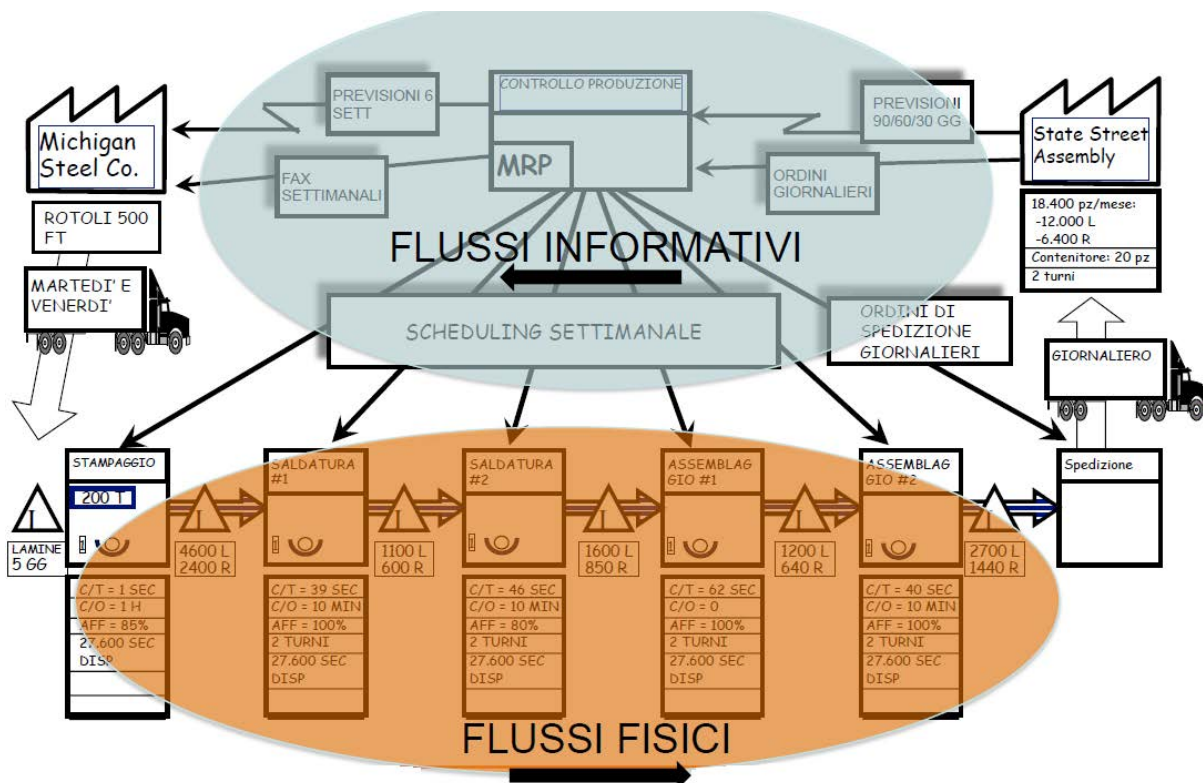 CONTROLLO PRODUZIONE
PREVISIONI 6
SETT
PREVISIONI
90/60/30 GG
Michigan
Steel Co.
State Street
Assembly
MRP
FAX
SETTIMANALI
ORDINI
GIORNALIERI
ROTOLI 500
FT
18.400 pz/mese:
-12.000 L
-6.400 R
Contenitore: 20 pz
2 turni
FLUSSI INFORMATIVI
MARTEDI' E
VENERDI'
SCHEDULING SETTIMANALE
ORDINI DI
SPEDIZIONE
GIORNALIERI
GIORNALIERO
STAMPAGGIO
200 T
SALDATURA
#1
SALDATURA
#2
ASSEMBLAG
GIO #1
ASSEMBLAG
GIO #2
Spedizione
I
I
I
I
I
I
1
1
1
1
1
LAMINE
5 GG
4600 L
2400 R
1100 L
600 R
1600 L
850 R
1200 L
640 R
2700 L
1440 R
C/T = 1 SEC
C/O = 1 H
AFF = 85%
27.600 SEC
DISP
C/T = 39 SEC
C/O = 10 MIN
AFF = 100%
2 TURNI
27.600 SEC
DISP
C/T = 46 SEC
C/O = 10 MIN
AFF = 80%
2 TURNI
27.600 SEC
DISP
C/T = 62 SEC
C/O = 0
AFF = 100%
2 TURNI
27.600 SEC
DISP
C/T = 40 SEC
C/O = 10 MIN
AFF = 100%
2 TURNI
27.600 SEC
DISP
FLUSSI FISICI